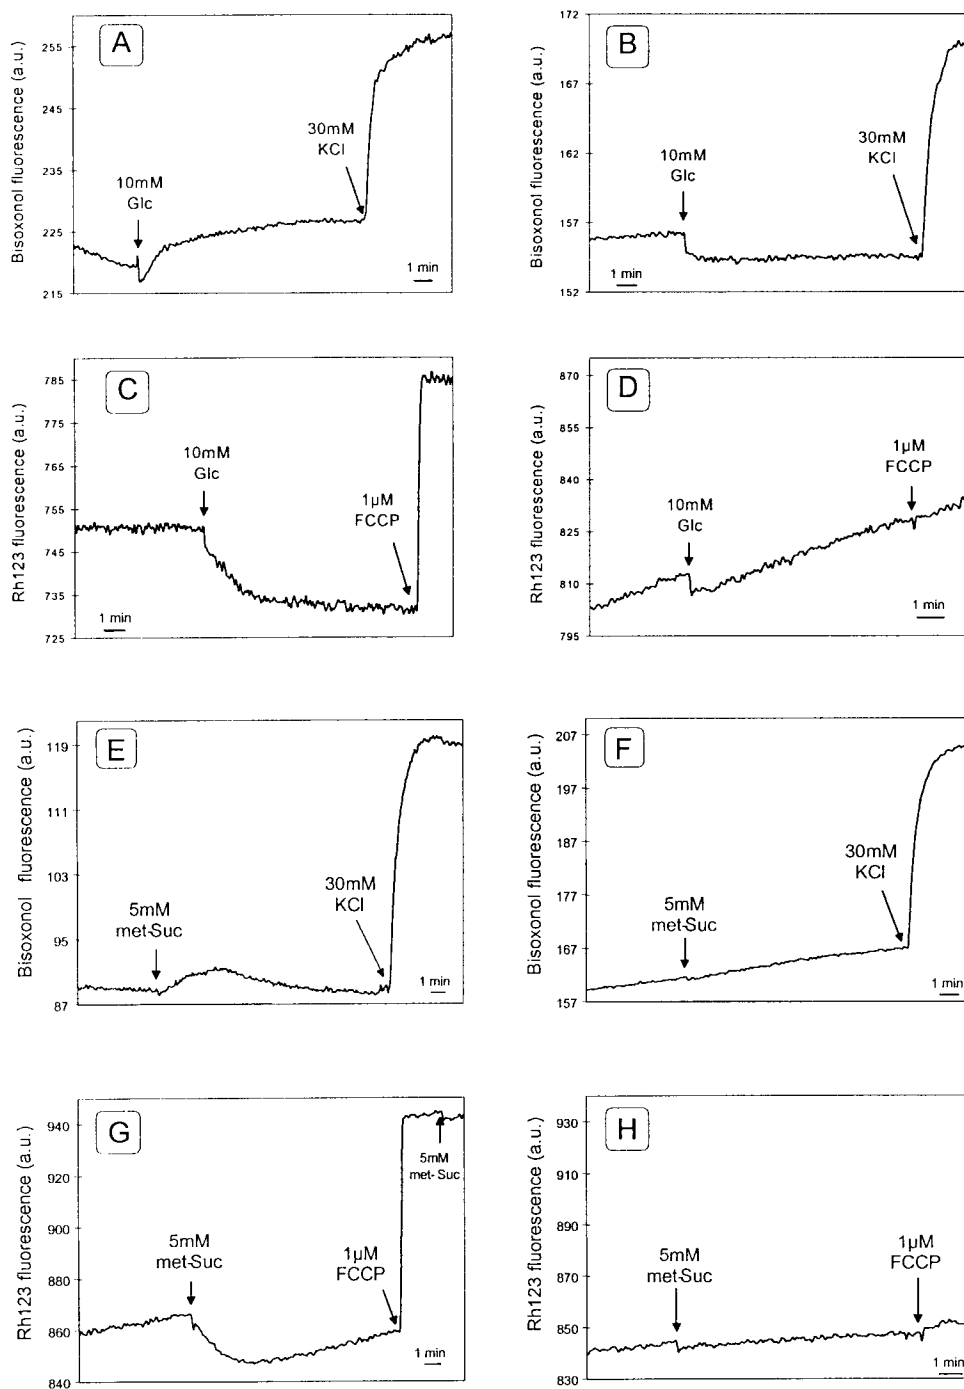 A
Bisoxonol fluorescence (a.u.)
255
245
235
225
215
10mM
Glc
30mM
KCl
1 min
B
Bisoxonol fluorescence (a.u.)
172
167
162
157
152
10mM
Glc
30mM
KCl
1 min
C
Rh123 fluorescence (a.u.)
785
775
765
755
745
735
725
10mM
Glc
1µM
FCCP
1 min
D
Rh123 fluorescence (a.u.)
870
855
840
825
810
795
10mM
Glc
1µM
FCCP
1 min
E
Bisoxonol fluorescence (a.u.)
119
111
103
95
87
5mM
met-Suc
30mM
KCl
1 min
F
Bisoxonol fluorescence (a.u.)
207
197
187
177
167
157
5mM
met-Suc
30mM
KCl
1 min
G
Rh123 fluorescence (a.u.)
940
920
900
880
860
840
5mM
met-Suc
1µM
FCCP
5mM
met-Suc
1 min
H
Rh123 fluorescence (a.u.)
930
910
890
870
850
830
5mM
met-Suc
1µM
FCCP
1 min